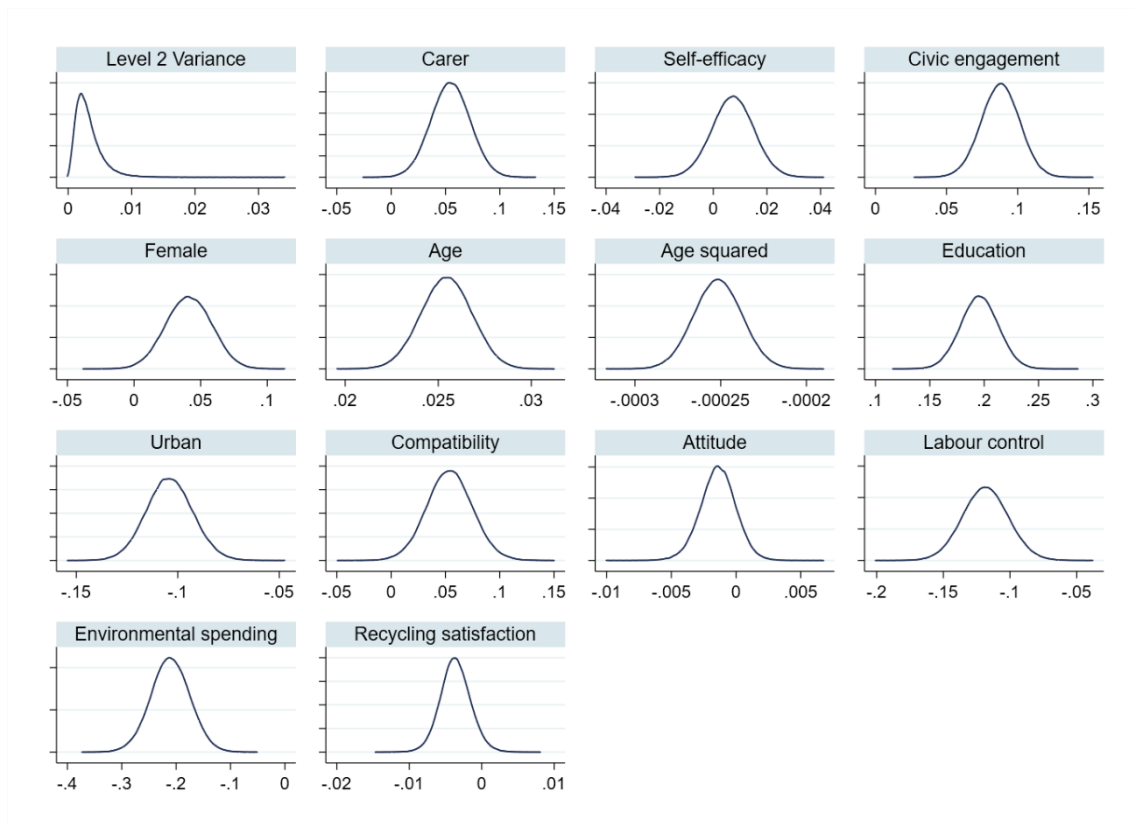 Level 2 Variance Carer Self-efficacy Civic engagement
0 .01 .02 .03 -.05 0 .05 .1 .15 -.04 -.02 0 .02 .04 0 .05 .1 .15
Female Age Age squared Education
-.05 0 .05 .1 .02 .025 .03 -.0003 -.00025 -.0002 .1 .15 .2 .25 .3
Urban Compatibility Attitude Labour control
-.15 -.1 -.05 -.05 0 .05 .1 .15 -.01 -.005 0 .005 -.2 -.15 -.1 -.05
Environmental spending Recycling satisfaction
-.4 -.3 -.2 -.1 0 -.02 -.01 0 .01